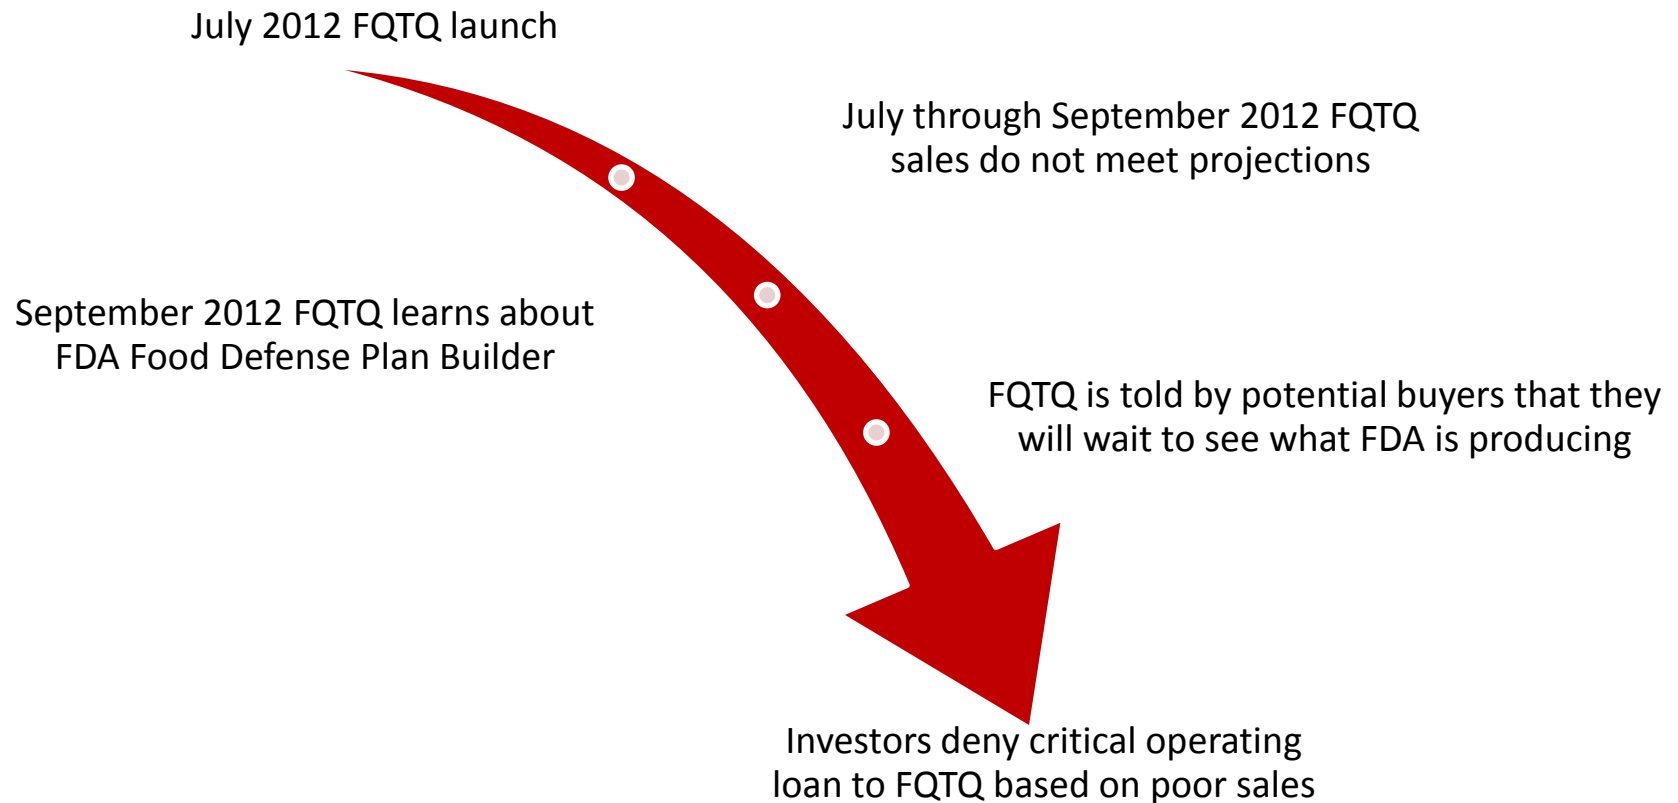 July 2012 FQTQ launch
July through September 2012 FQTQ
sales do not meet projections
September 2012 FQTQ learns about
FDA Food Defense Plan Builder
FQTQ is told by potential buyers that they
will wait to see what FDA is producing
Investors deny critical operating
loan to FQTQ based on poor sales